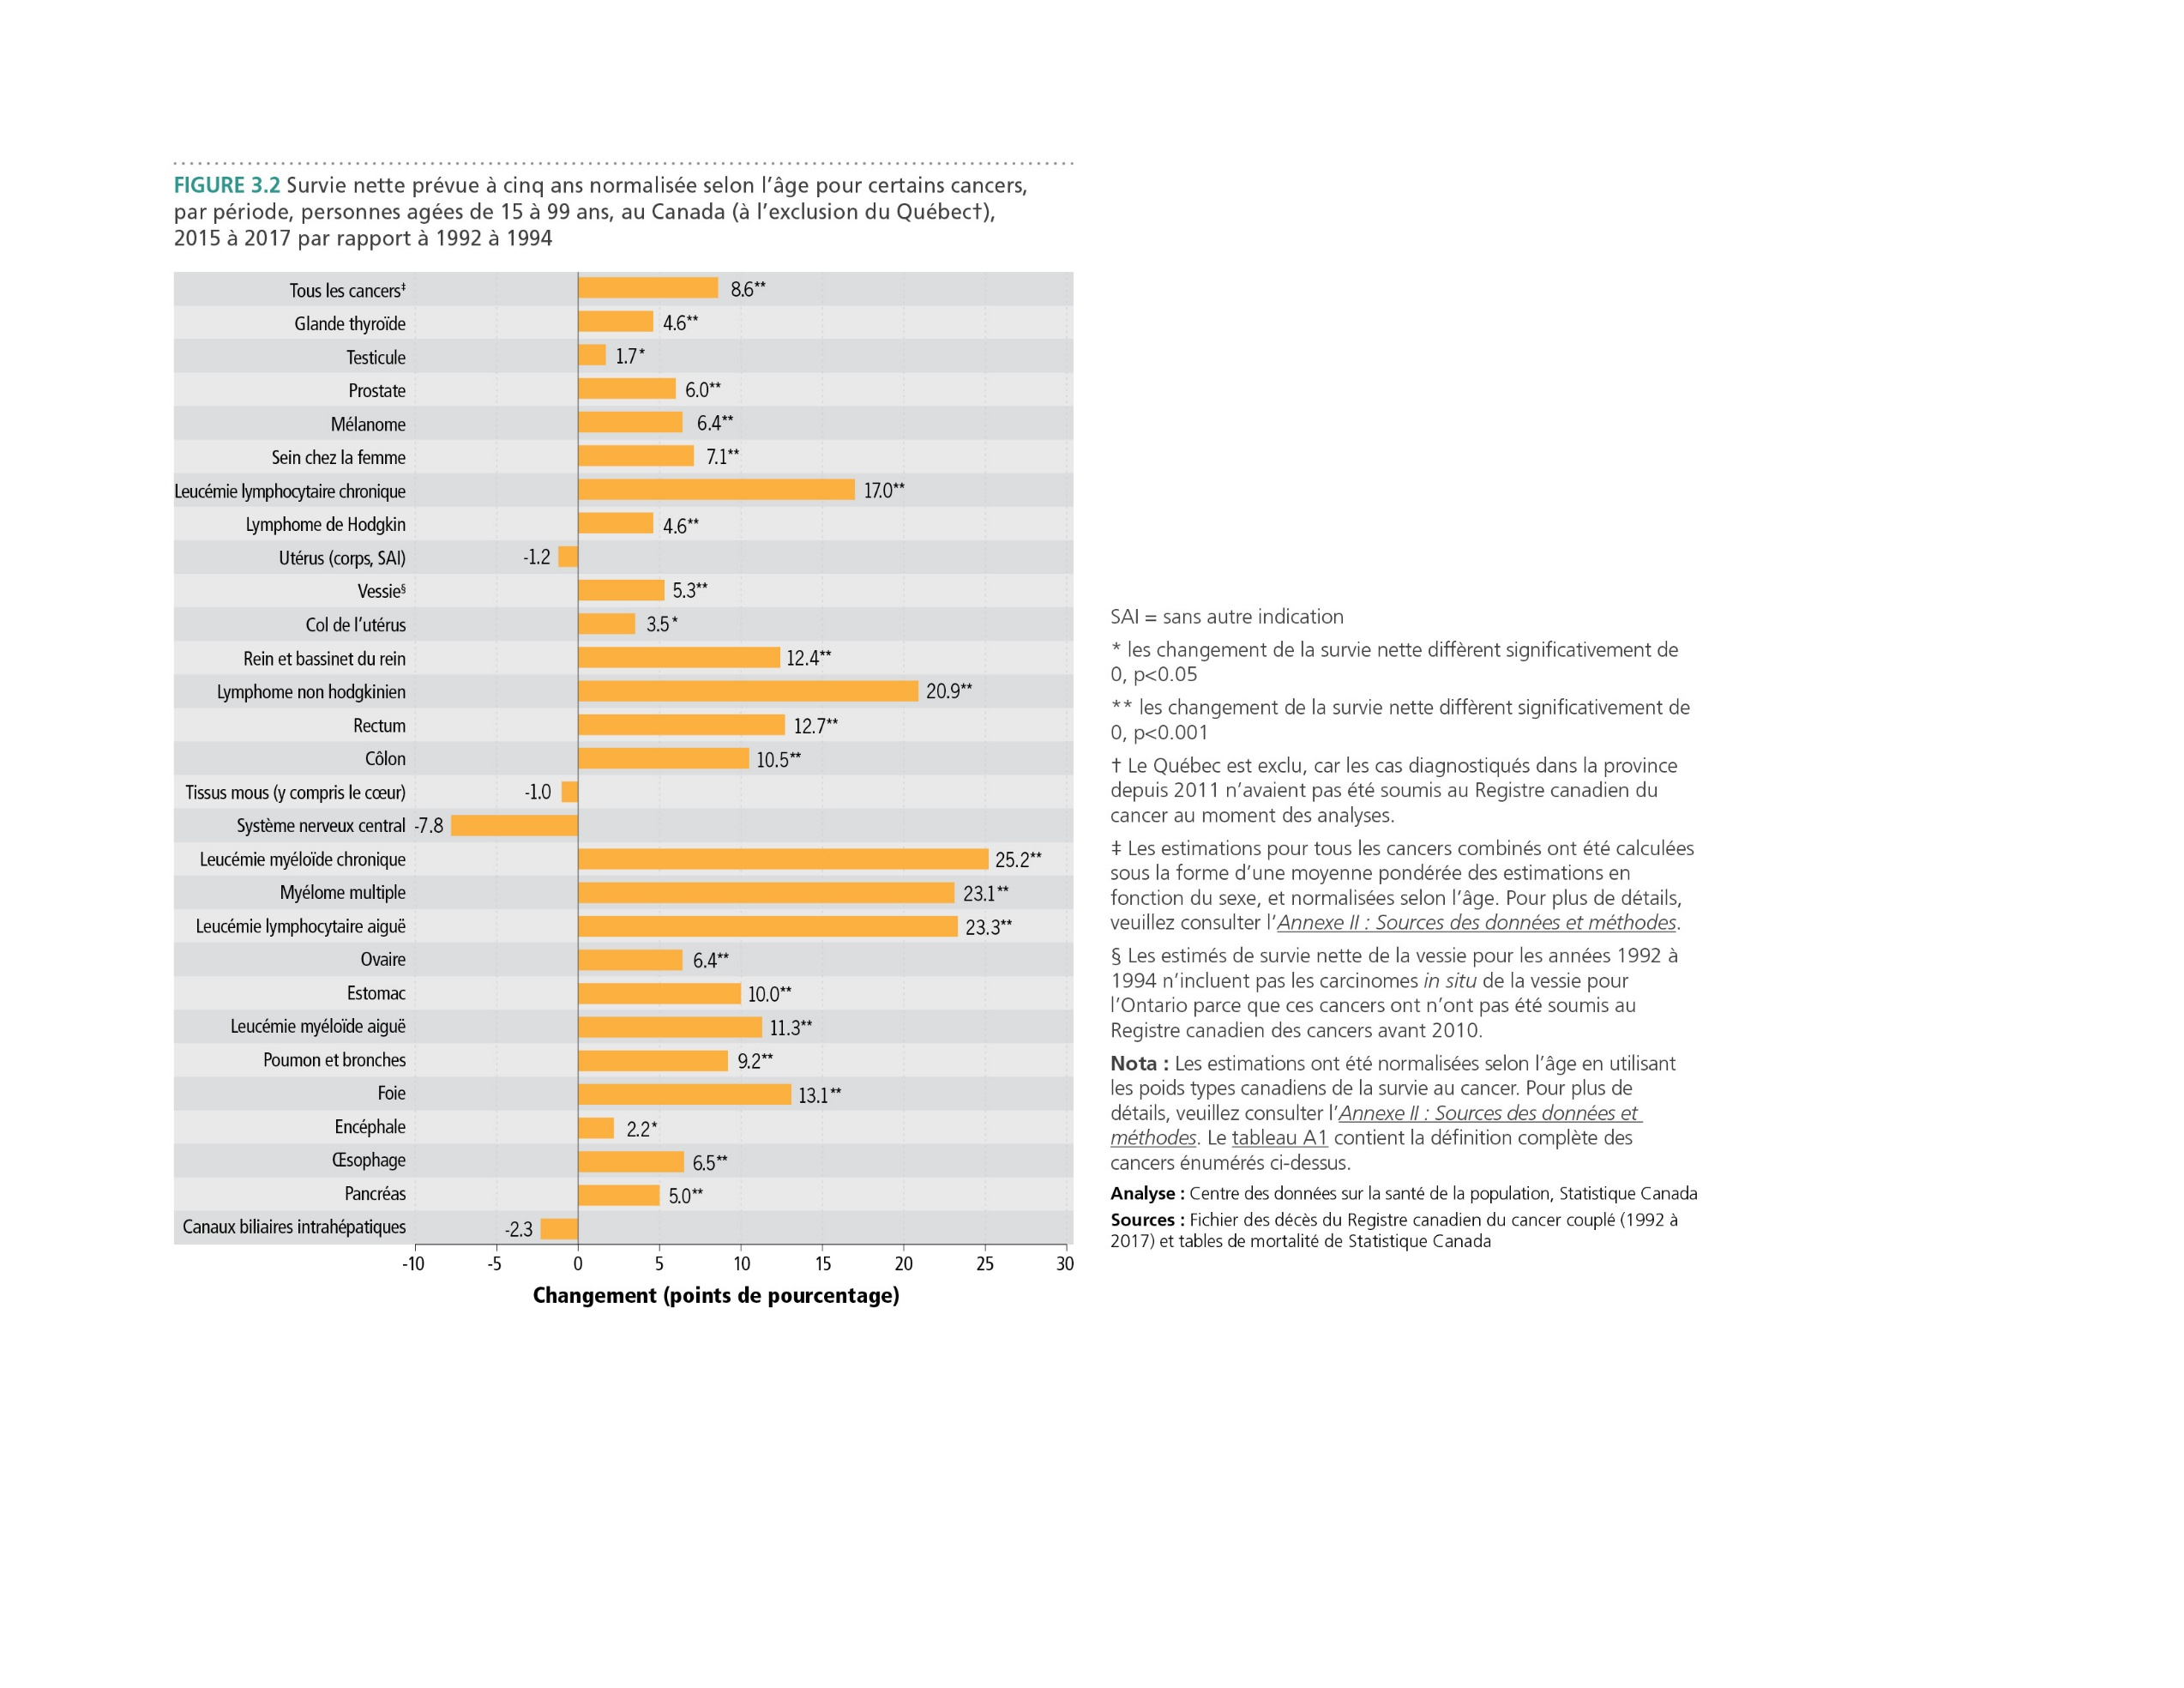 FIGURE 3.2 Survie nette prévue à cinq ans normalisée selon l’âge pour certains cancers,
par période, personnes agées de 15 à 99 ans, au Canada (à l’exclusion du Québec†),
2015 à 2017 par rapport à 1992 à 1994
Tous les cancers‡ 8.6**
Glande thyroïde 4.6**
Testicule 1.7*
Prostate 6.0**
Mélanome 6.4**
Sein chez la femme 7.1**
Leucémie lymphocytaire chronique 17.0**
Lymphome de Hodgkin 4.6**
Utérus (corps, SAI) -1.2
Vessie§ 5.3**
Col de l’utérus 3.5*
Rein et bassinet du rein 12.4**
Lymphome non hodgkinien 20.9**
Rectum 12.7**
Côlon 10.5**
Tissus mous (y compris le cœur) -1.0
Système nerveux central -7.8
Leucémie myéloïde chronique 25.2**
Myélome multiple 23.1**
Leucémie lymphocytaire aiguë 23.3**
Ovaire 6.4**
Estomac 10.0**
Leucémie myéloïde aiguë 11.3**
Poumon et bronches 9.2**
Foie 13.1**
Encéphale 2.2*
Œsophage 6.5**
Pancréas 5.0**
Canaux biliaires intrahépatiques -2.3
-10 -5 0 5 10 15 20 25 30
Changement (points de pourcentage)
SAI = sans autre indication
* les changement de la survie nette diffèrent significativement de
0, p<0.05
** les changement de la survie nette diffèrent significativement de
0, p<0.001
† Le Québec est exclu, car les cas diagnostiqués dans la province
depuis 2011 n’avaient pas été soumis au Registre canadien du
cancer au moment des analyses.
‡ Les estimations pour tous les cancers combinés ont été calculées
sous la forme d’une moyenne pondérée des estimations en
fonction du sexe, et normalisées selon l’âge. Pour plus de détails,
veuillez consulter l’Annexe II : Sources des données et méthodes.
§ Les estimés de survie nette de la vessie pour les années 1992 à
1994 n’incluent pas les carcinomes in situ de la vessie pour
l’Ontario parce que ces cancers ont n’ont pas été soumis au
Registre canadien des cancers avant 2010.
Nota : Les estimations ont été normalisées selon l’âge en utilisant
les poids types canadiens de la survie au cancer. Pour plus de
détails, veuillez consulter l’Annexe II : Sources des données et
méthodes. Le tableau A1 contient la définition complète des
cancers énumérés ci-dessus.
Analyse : Centre des données sur la santé de la population, Statistique Canada
Sources : Fichier des décès du Registre canadien du cancer couplé (1992 à
2017) et tables de mortalité de Statistique Canada